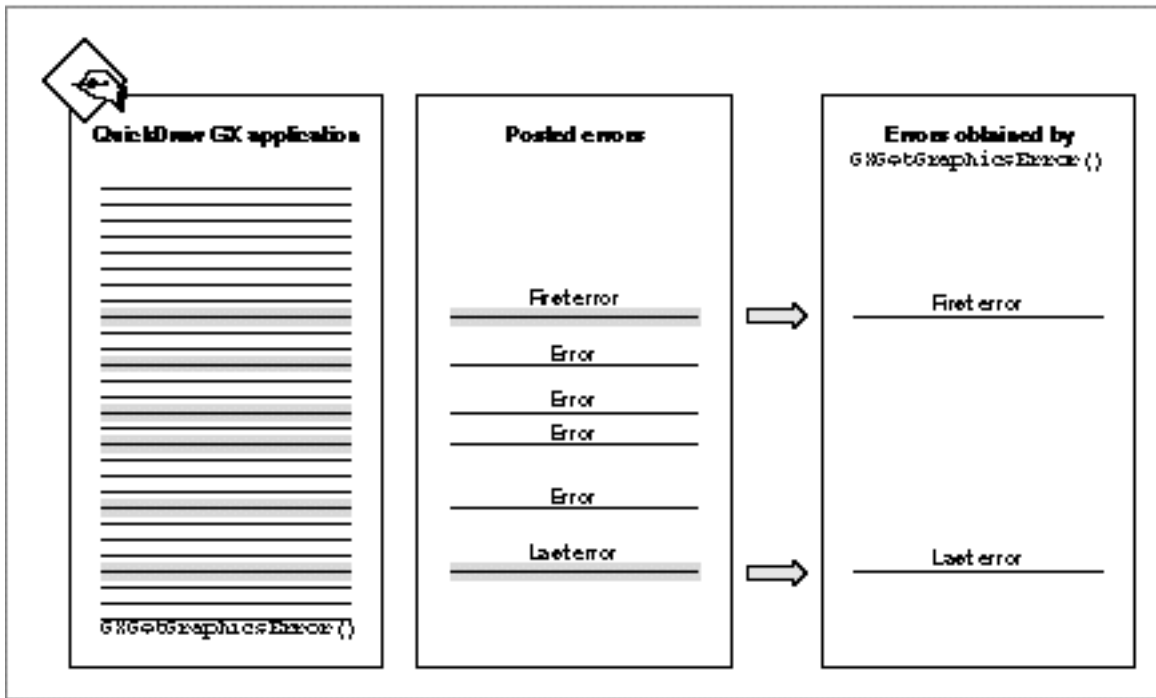 QuickDraw GX application
GXGetGraphicsError()
Posted errors
First error
Error
Error
Error
Error
Last error
Errors obtained by
GXGetGraphicsError()
First error
Last error